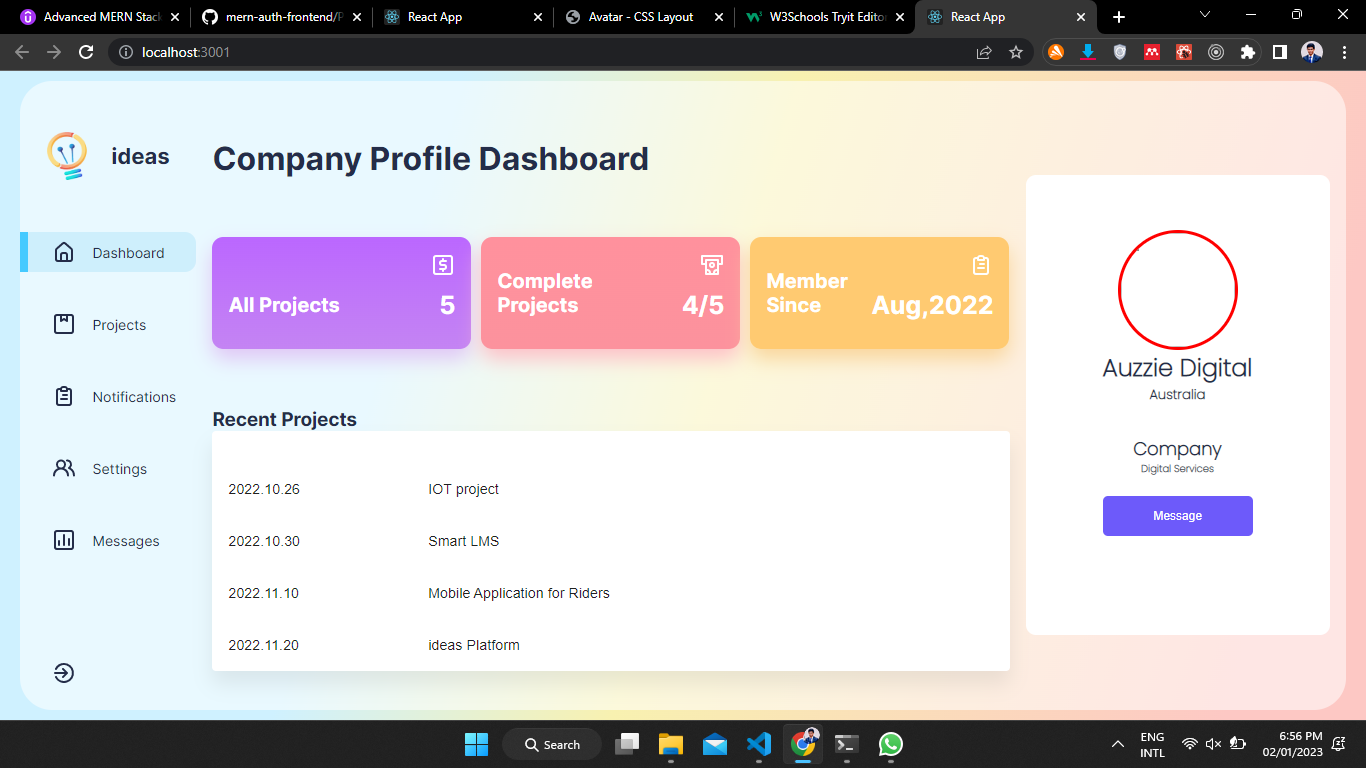 Advanced MERN Stack
mern-auth-frontend/P
React App
Avatar - CSS Layout
W3Schools Tryit Editor
React App
localhost:3001
ideas
Company Profile Dashboard
Dashboard
Projects
Notifications
Settings
Messages
All Projects
5
Complete
Projects
4/5
Member
Since
Aug,2022
Recent Projects
2022.10.26 IOT project
2022.10.30 Smart LMS
2022.11.10 Mobile Application for Riders
2022.11.20 ideas Platform
Auzzie Digital
Australia
Company
Digital Services
Message
Search
ENG
INTL
6:56 PM
02/01/2023